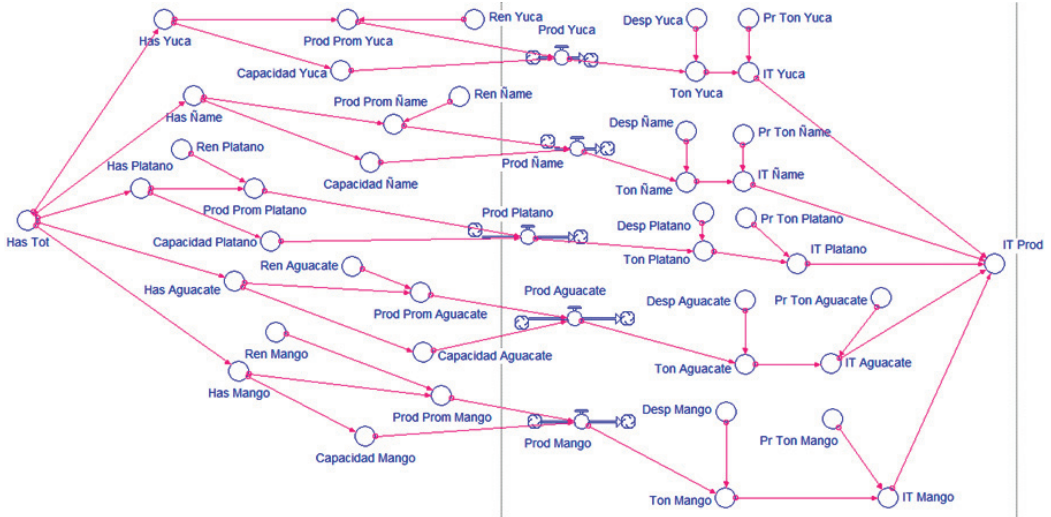 Has Yuca
Prod Prom Yuca
Ren Yuca
Capacidad Yuca
Prod Yuca
Desp Yuca
Pr Ton Yuca
Ton Yuca
IT Yuca
Has Ñame
Prod Prom Ñame
Ren Ñame
Capacidad Ñame
Prod Ñame
Desp Ñame
Pr Ton Ñame
Ton Ñame
IT Ñame
Has Tot
Has Platano
Ren Platano
Prod Prom Platano
Capacidad Platano
Prod Platano
Desp Platano
Pr Ton Platano
Ton Platano
IT Platano
IT Prod
Has Aguacate
Ren Aguacate
Prod Prom Aguacate
Capacidad Aguacate
Prod Aguacate
Desp Aguacate
Pr Ton Aguacate
Ton Aguacate
IT Aguacate
Has Mango
Ren Mango
Prod Prom Mango
Capacidad Mango
Prod Mango
Desp Mango
Pr Ton Mango
Ton Mango
IT Mango